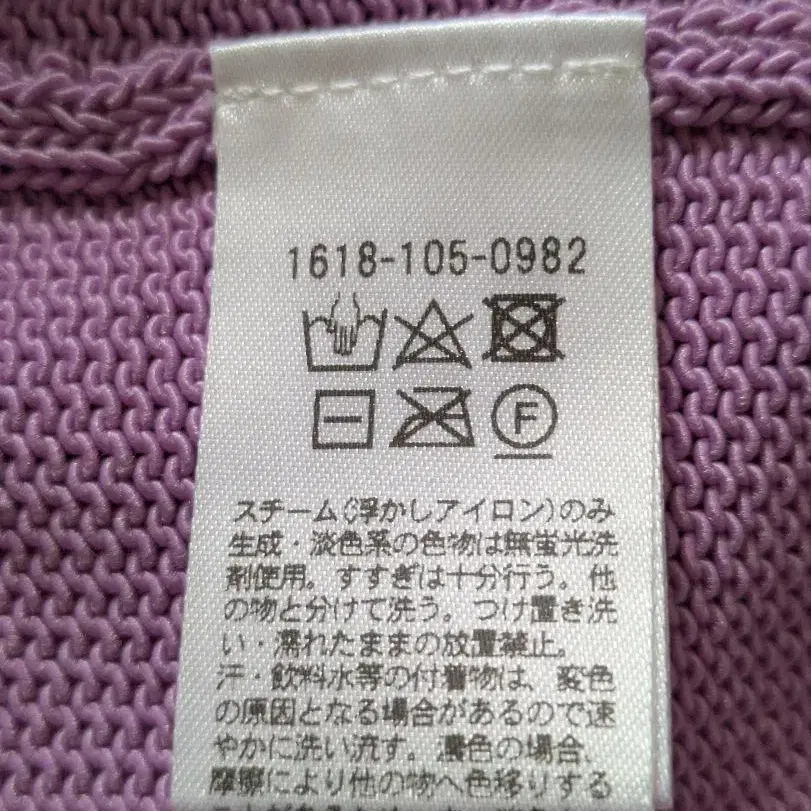 1618-105-0982
F
スチーム(浮かしアイロン)のみ
生成・淡色系の色物は無蛍光洗
剤使用。すすぎは十分行う。他
の物と分けて洗う。つけ置き洗
い・濡れたままの放置禁止。
汗・飲料水等の付着物は、変色
の原因となる場合があるので速
やかに洗い流す。濃色の場合、
摩擦により他の物へ色移りする